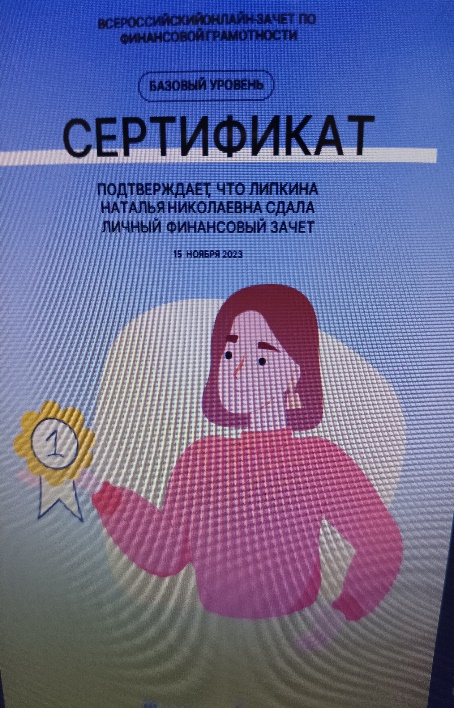 ВСЕРОССИЙСКИЙ ОНЛАЙН-ЗАЧЕТ ПО
ФИНАНСОВОЙ ГРАМОТНОСТИ
БАЗОВЫЙ УРОВЕНЬ
СЕРТИФИКАТ
ПОДТВЕРЖДАЕТ, ЧТО ЛИПКИНА
НАТАЛЬЯ НИКОЛАЕВНА СДАЛА
ЛИЧНЫЙ ФИНАНСОВЫЙ ЗАЧЕТ
15 НОЯБРЯ 2023
1